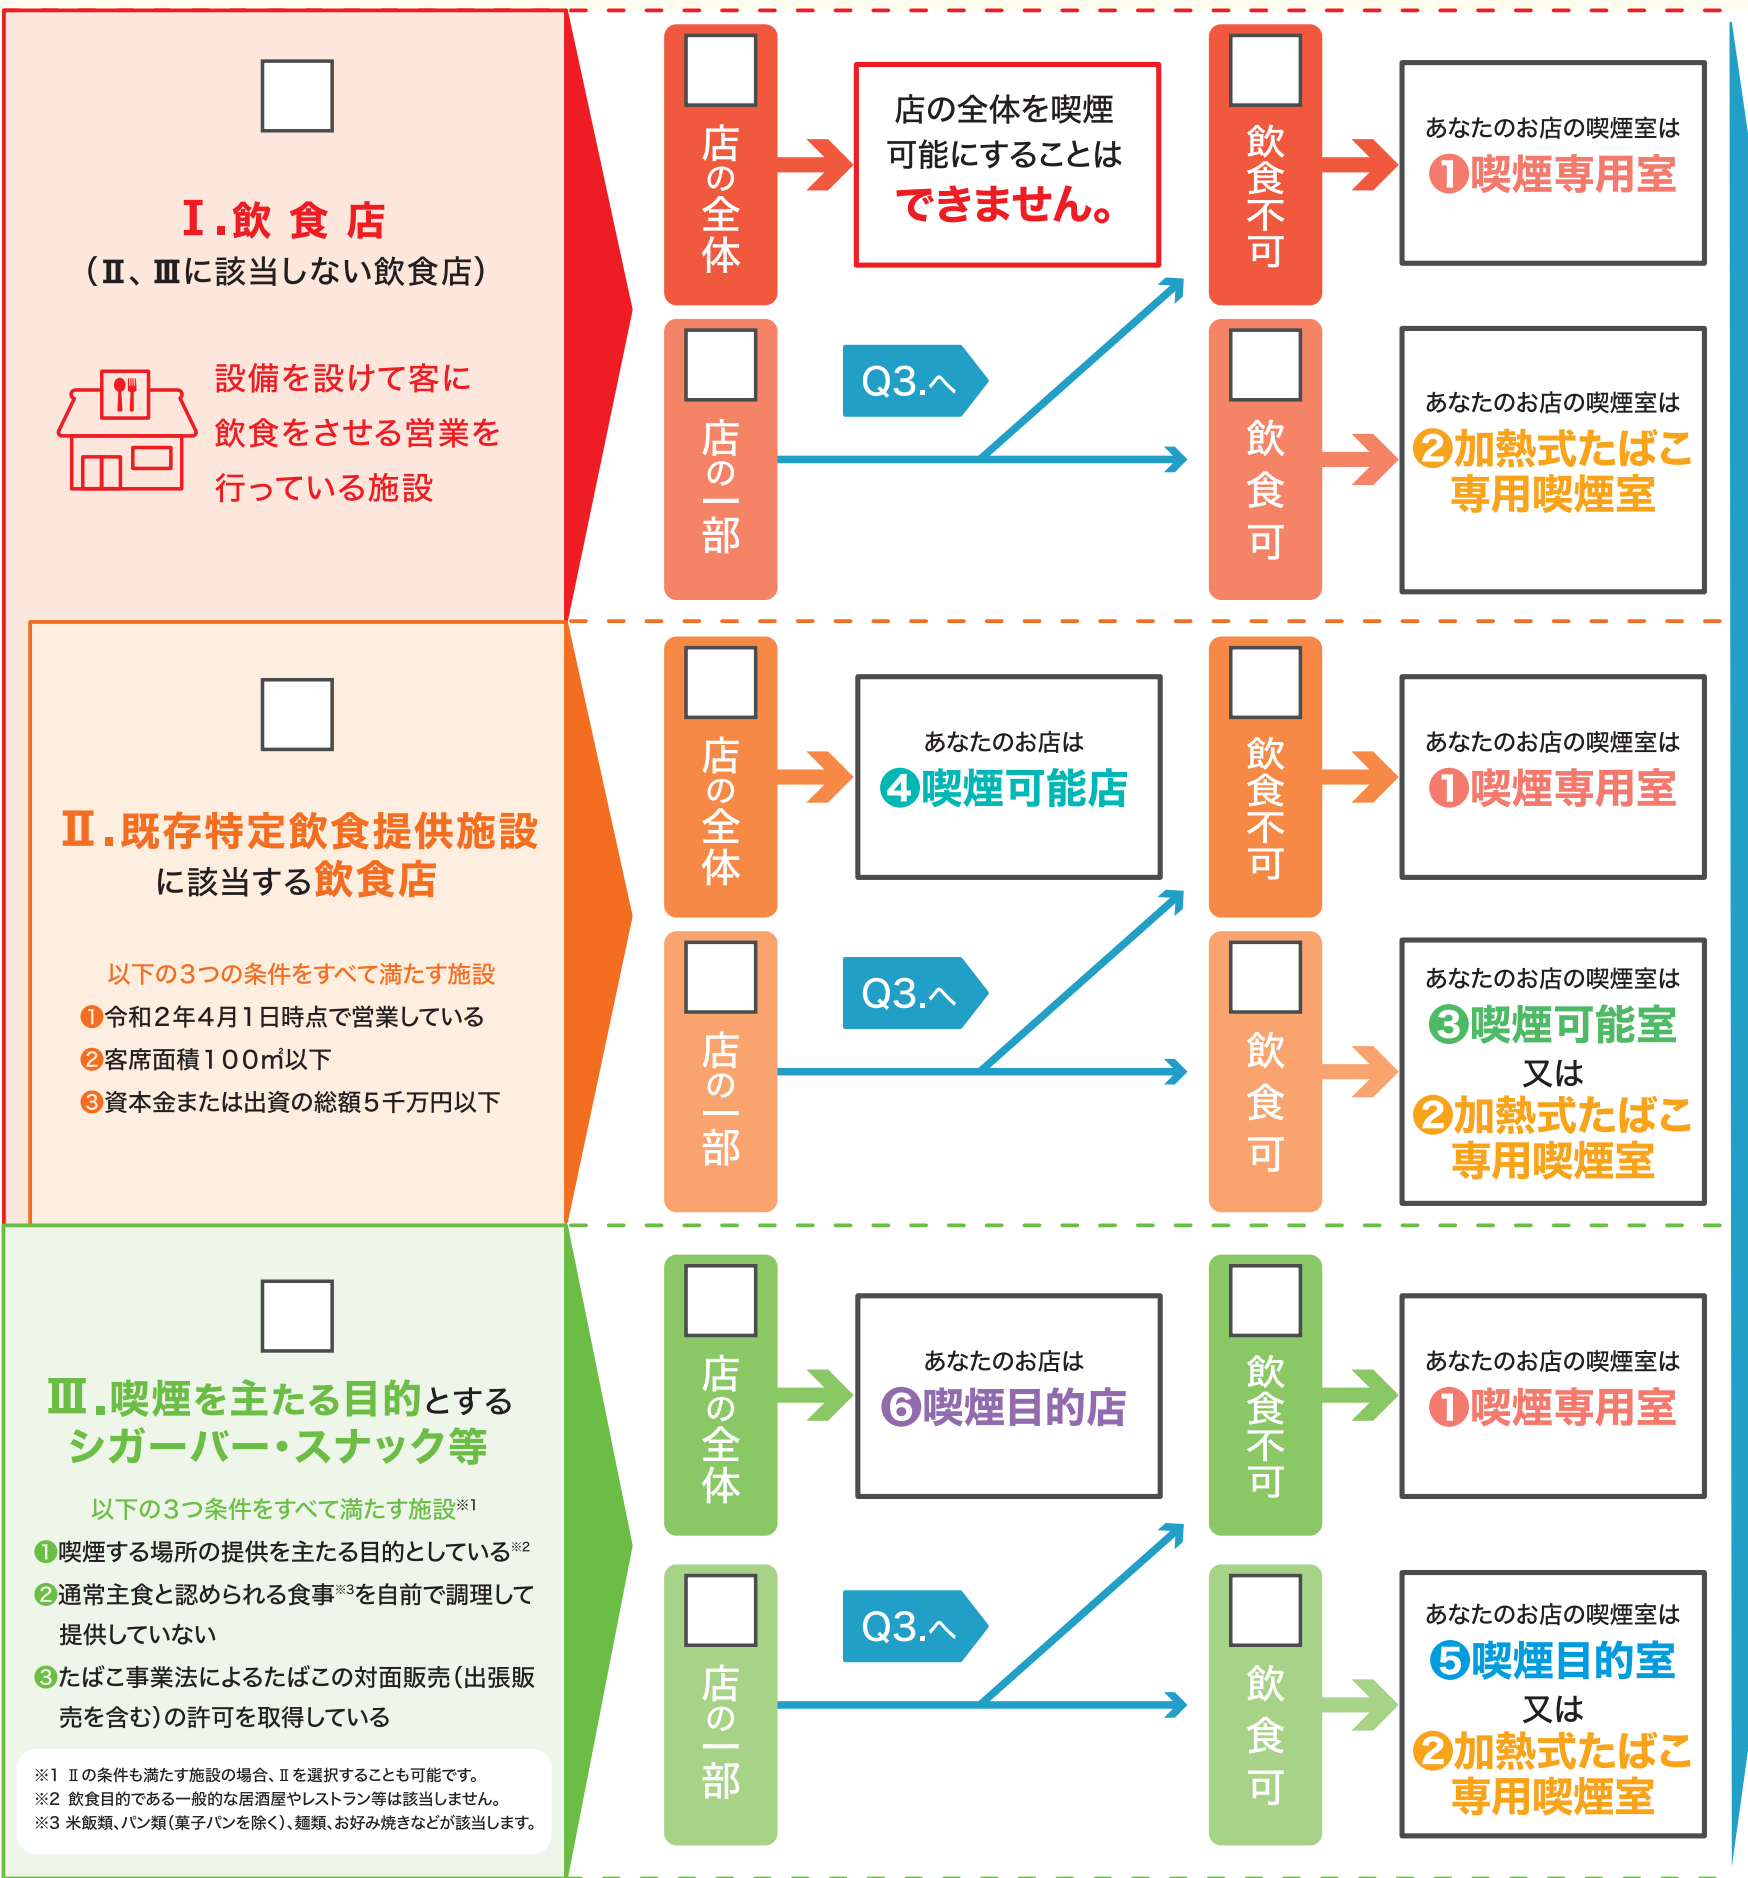 Ⅰ.飲食店
（Ⅱ、Ⅲに該当しない飲食店）
設備を設けて客に
飲食をさせる営業を
行っている施設
店の全体
店の全体を喫煙
可能にすることは
できません。
店の一部
Q3.へ
飲食不可
あなたのお店の喫煙室は
❶喫煙専用室
飲食可
あなたのお店の喫煙室は
❷加熱式たばこ
専用喫煙室
Ⅱ.既存特定飲食提供施設
に該当する飲食店
以下の３つの条件をすべて満たす施設
❶令和２年４月１日時点で営業している
❷客席面積１００㎡以下
❸資本金または出資の総額５千万円以下
店の全体
あなたのお店は
❹喫煙可能店
店の一部
Q3.へ
飲食不可
あなたのお店の喫煙室は
❶喫煙専用室
飲食可
あなたのお店の喫煙室は
❸喫煙可能室
又は
❷加熱式たばこ
専用喫煙室
Ⅲ.喫煙を主たる目的とする
シガーバー・スナック等
以下の３つ条件をすべて満たす施設※1
❶喫煙する場所の提供を主たる目的としている※2
❷通常主食と認められる食事※3を自前で調理して
提供していない
❸たばこ事業法によるたばこの対面販売（出張販
売を含む）の許可を取得している
※1 Ⅱの条件も満たす施設の場合、Ⅱを選択することも可能です。
※2 飲食目的である一般的な居酒屋やレストラン等は該当しません。
※3 米飯類、パン類（菓子パンを除く）、麺類、お好み焼きなどが該当します。
店の全体
あなたのお店は
❻喫煙目的店
店の一部
Q3.へ
飲食不可
あなたのお店の喫煙室は
❶喫煙専用室
飲食可
あなたのお店の喫煙室は
❺喫煙目的室
又は
❷加熱式たばこ
専用喫煙室